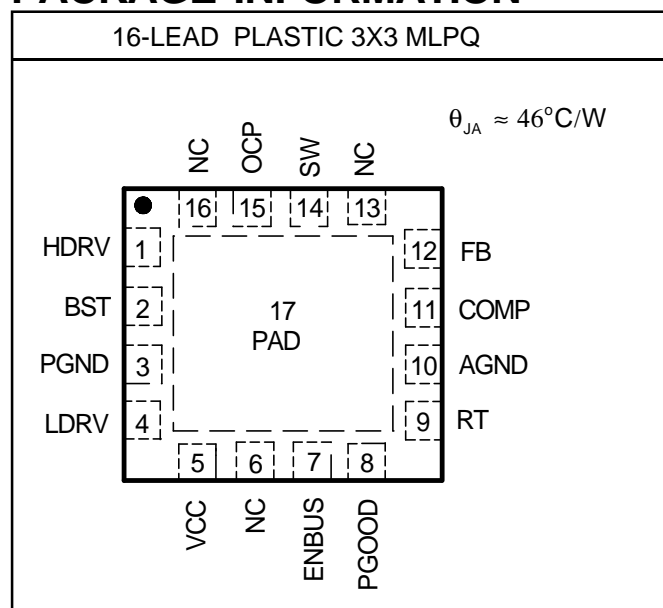 PACKAGE INFORMATION
16-LEAD PLASTIC 3X3 MLPQ
θJA ≈ 46°C/W
NC OCP SW NC
16 15 14 13
HDRV 1 12 FB
BST 2 17 11 COMP
PAD
PGND 3 10 AGND
LDRV 4 9 RT
5 6 7 8
VCC NC ENBUS PGOOD